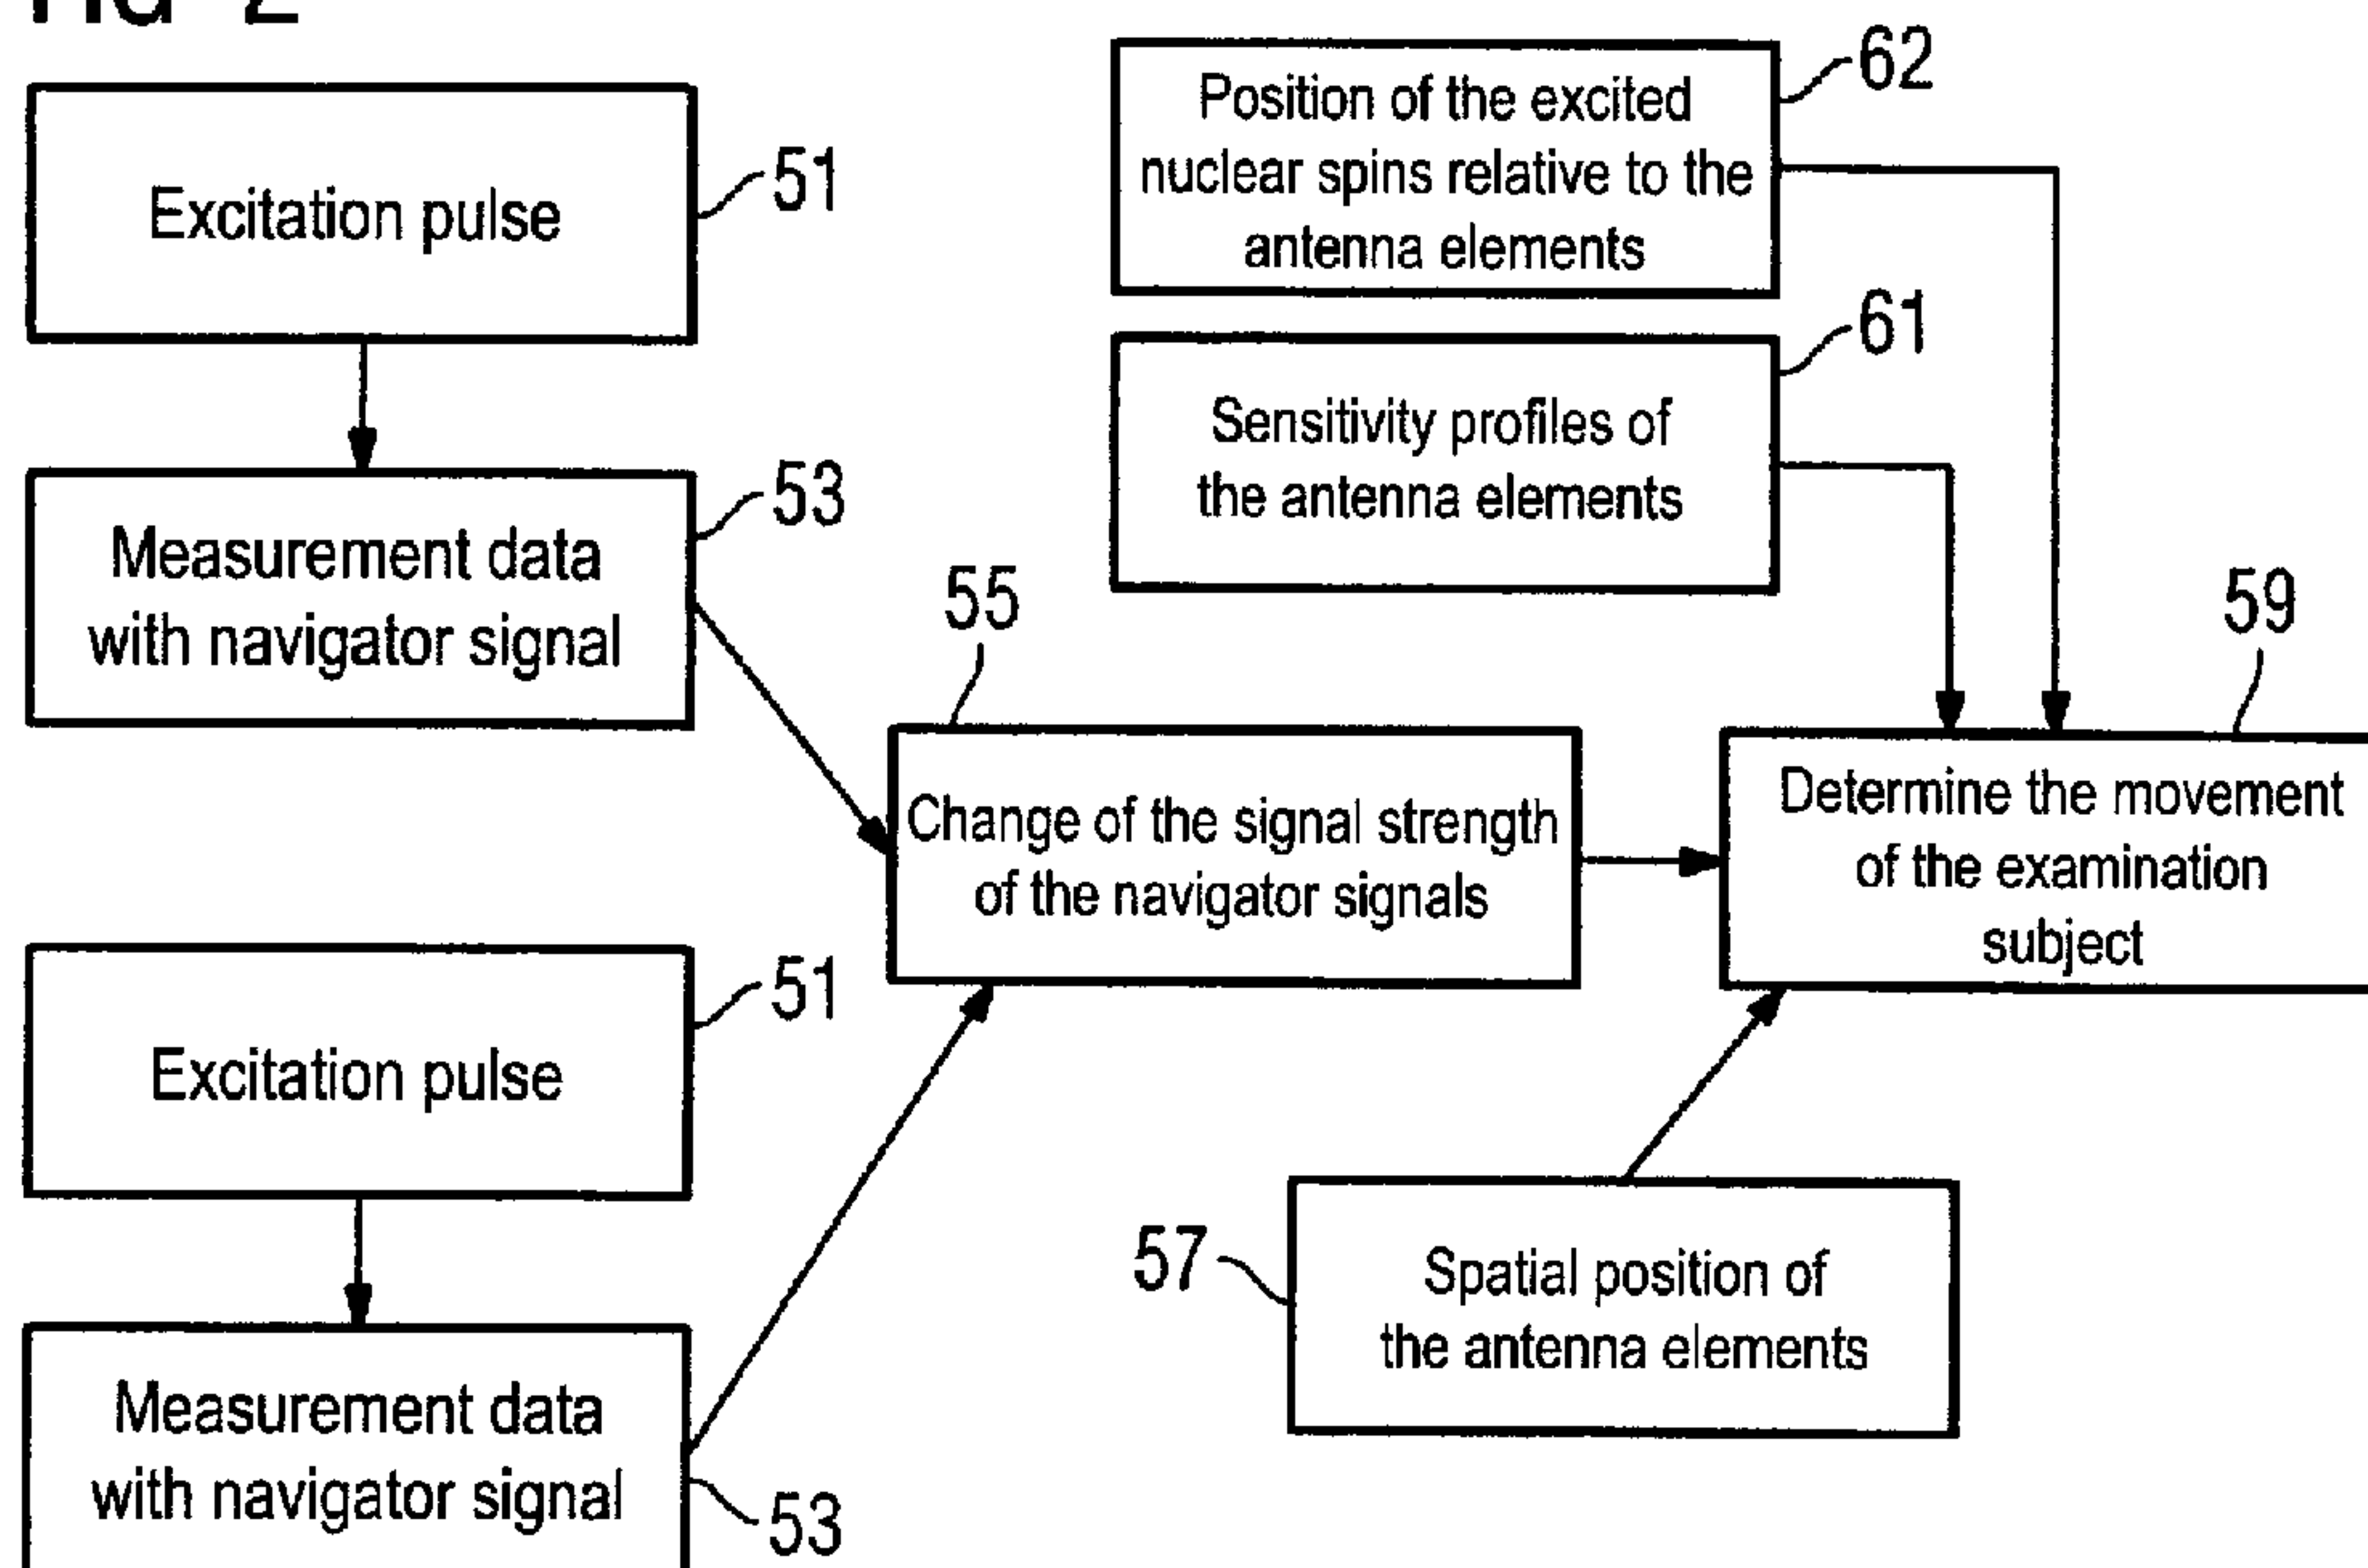 Excitation pulse
51
Measurement data
with navigator signal
53
Excitation pulse
51
Measurement data
with navigator signal
53
55
Change of the signal strength
of the navigator signals
Position of the excited
nuclear spins relative to the
antenna elements
62
Sensitivity profiles of
the antenna elements
61
59
Determine the movement
of the examination
subject
57
Spatial position of
the antenna elements